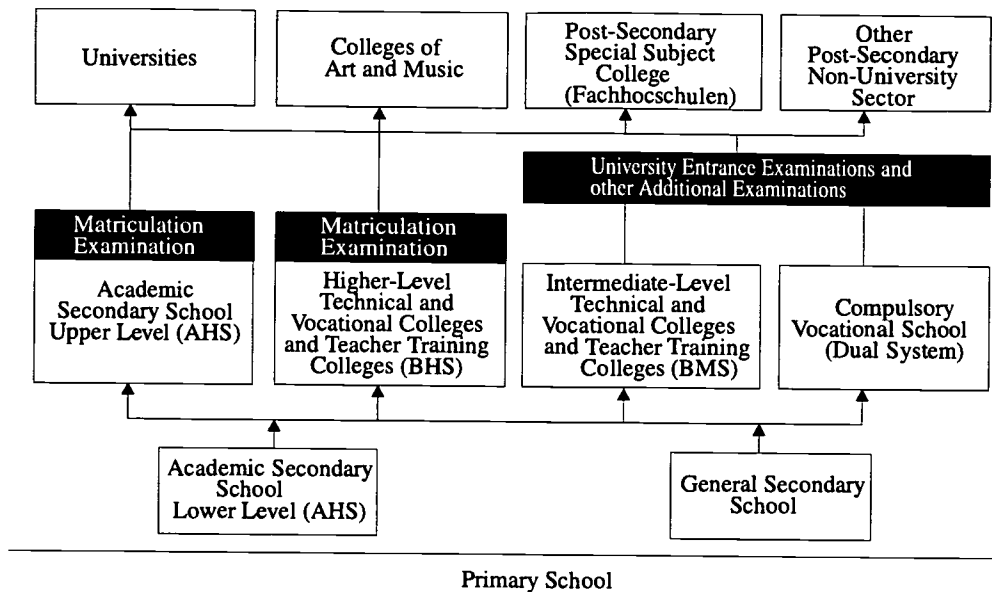 Universities
Colleges of
Art and Music
Post-Secondary
Special Subject
College
(Fachhocschulen)
Other
Post-Secondary
Non-University
Sector
University Entrance Examinations and
other Additional Examinations
Matriculation
Examination
Academic
Secondary School
Upper Level (AHS)
Matriculation
Examination
Higher-Level
Technical and
Vocational Colleges
and Teacher Training
Colleges (BHS)
Intermediate-Level
Technical and
Vocational Colleges
and Teacher Training
Colleges (BMS)
Compulsory
Vocational School
(Dual System)
Academic Secondary
School
Lower Level (AHS)
General Secondary
School
Primary School